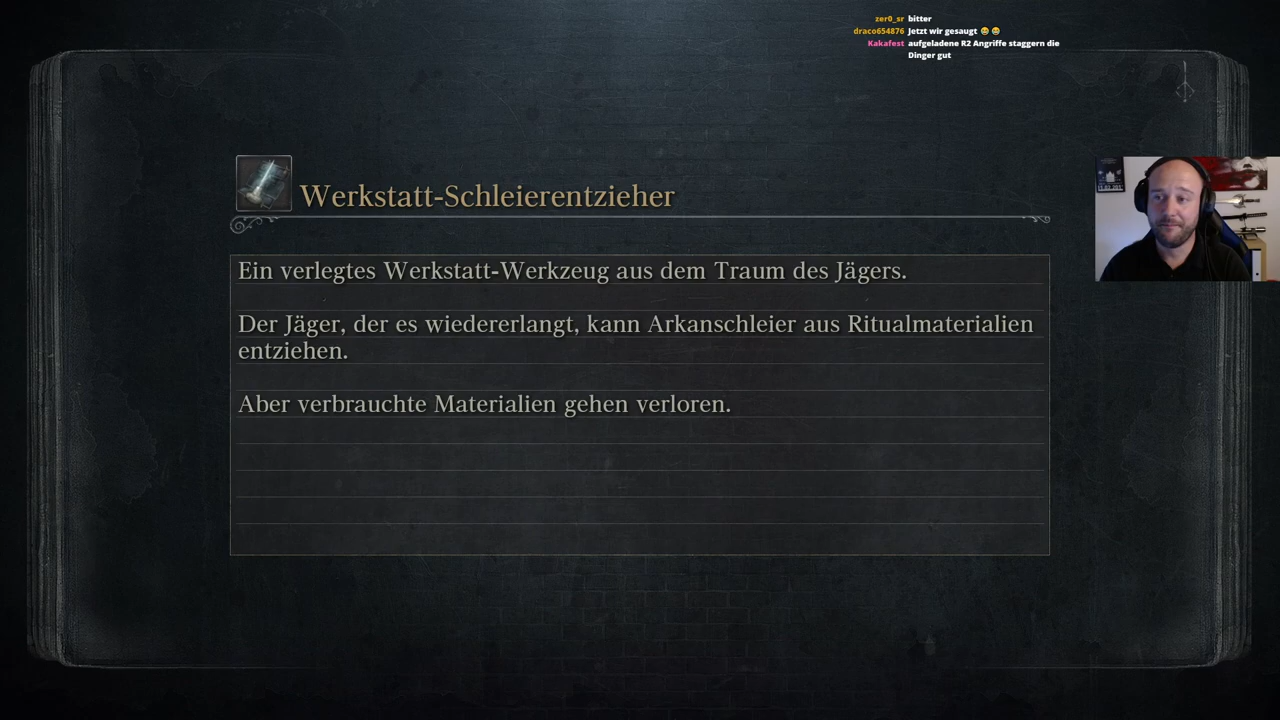 zer0_sr bitter
draco654876 Jetzt wir gesaugt 😂 😂
Kakafest aufgeladene R2 Angriffe staggern die
Dinger gut
Werkstatt-Schleierentzieher
Ein verlegtes Werkstatt-Werkzeug aus dem Traum des Jägers.
Der Jäger, der es wiedererlangt, kann Arkanschleier aus Ritualmaterialien
entziehen.
Aber verbrauchte Materialien gehen verloren.